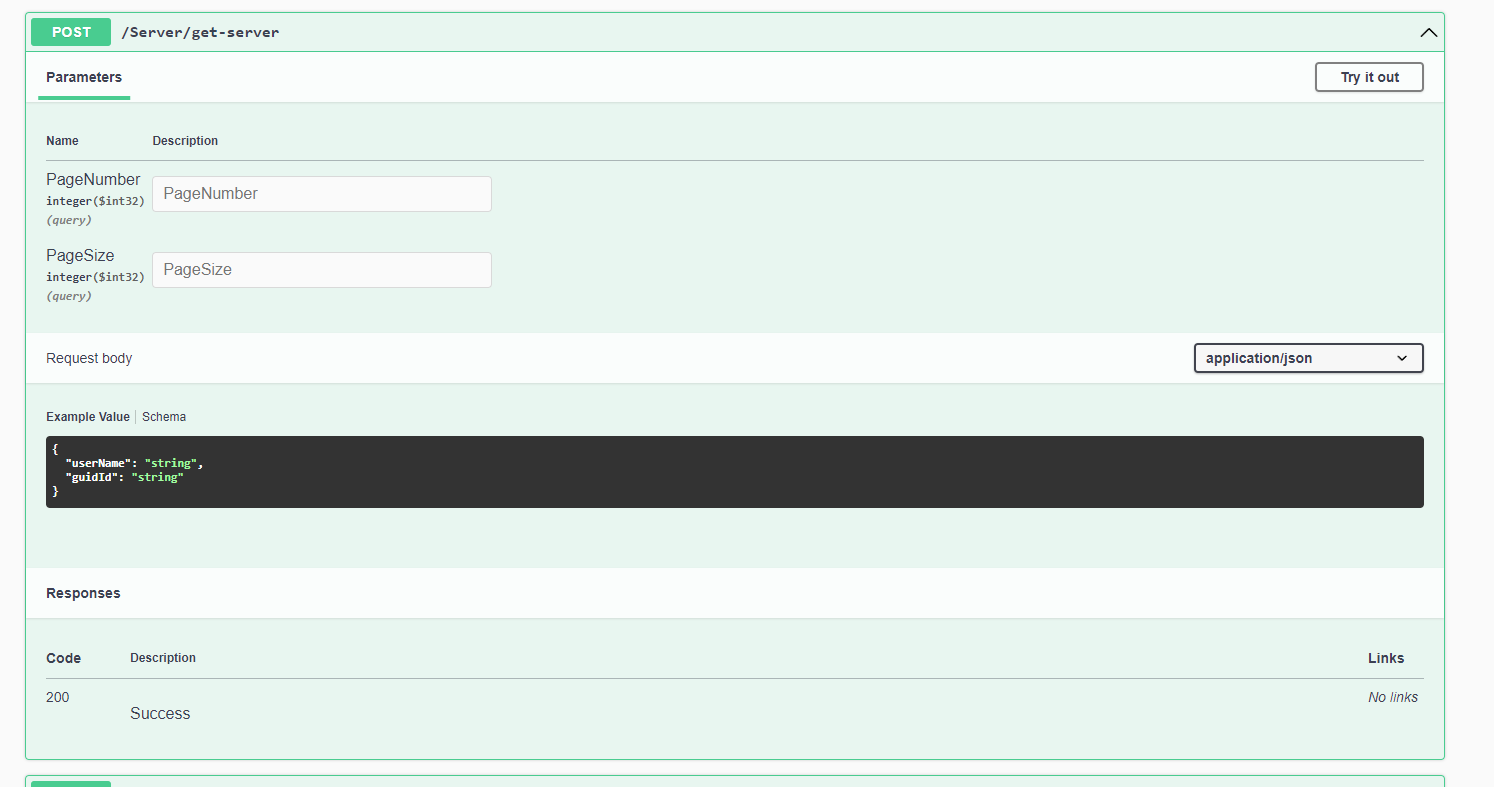 POST /Server/get-server
Parameters
Try it out
Name Description
PageNumber
integer($int32)
(query)
PageNumber
PageSize
integer($int32)
(query)
PageSize
Request body
application/json
Example Value Schema
{
"userName": "string",
"guidId": "string"
}
Responses
Code Description Links
200
Success
No links